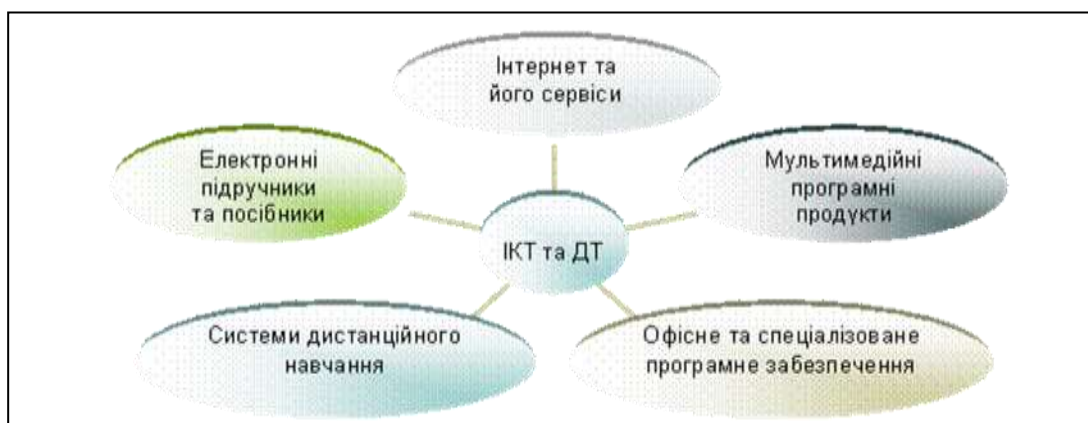 Інтернет та
його сервіси
Електронні
підручники
та посібники
Мультимедійні
програмні
продукти
ІКТ та ДТ
Системи дистанційного
навчання
Офісне та спеціалізоване
програмне забезпечення